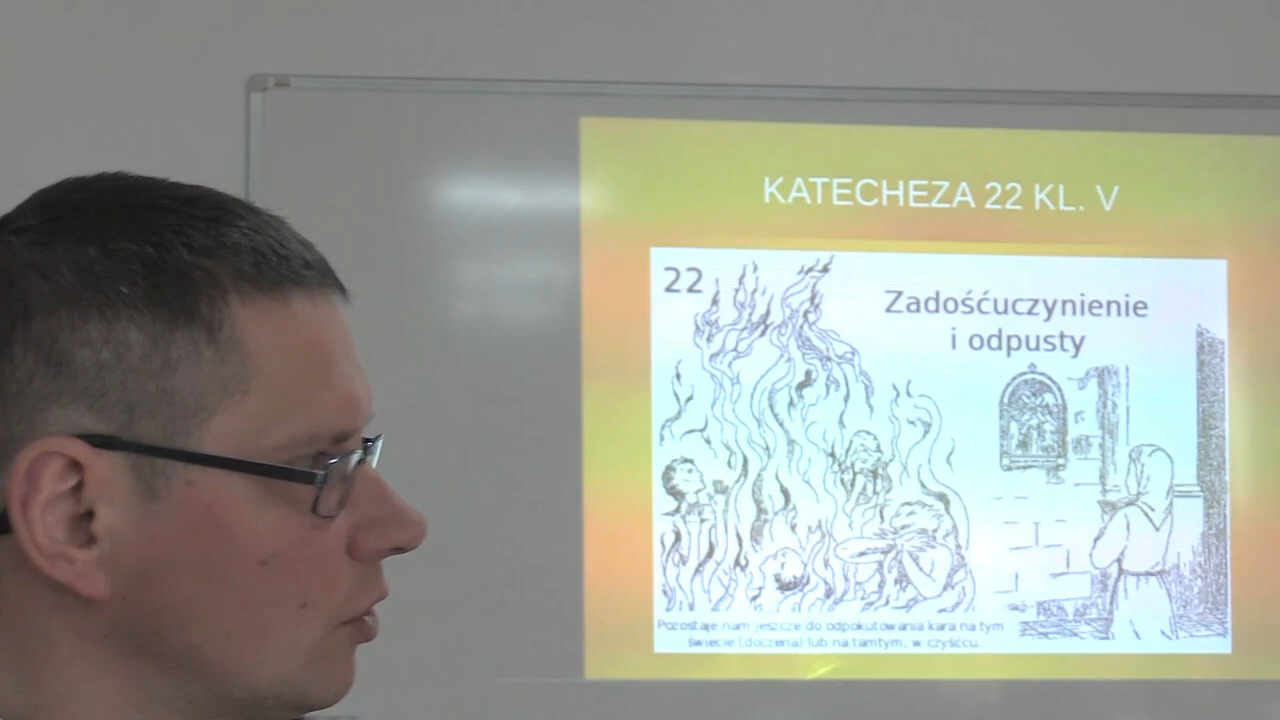 KATECHEZA 22 KL. V
22
Zadośćuczynienie
i odpusty
Pozostaje nam jeszcze do odpokutowania kara na tym
świecie (doczena) lub na tamtym, w czyśćcu.